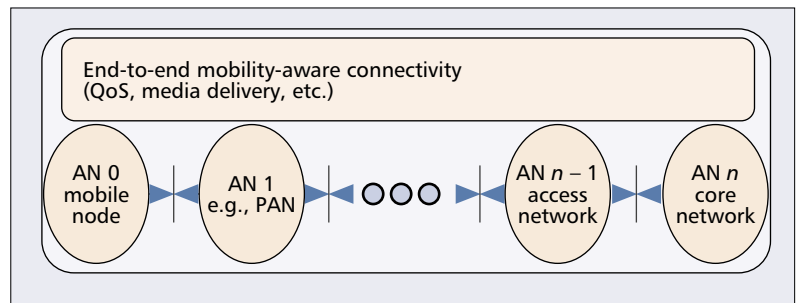 End-to-end mobility-aware connectivity
(QoS, media delivery, etc.)
AN 0
mobile
node
AN 1
e.g., PAN
AN n – 1
access
network
AN n
core
network